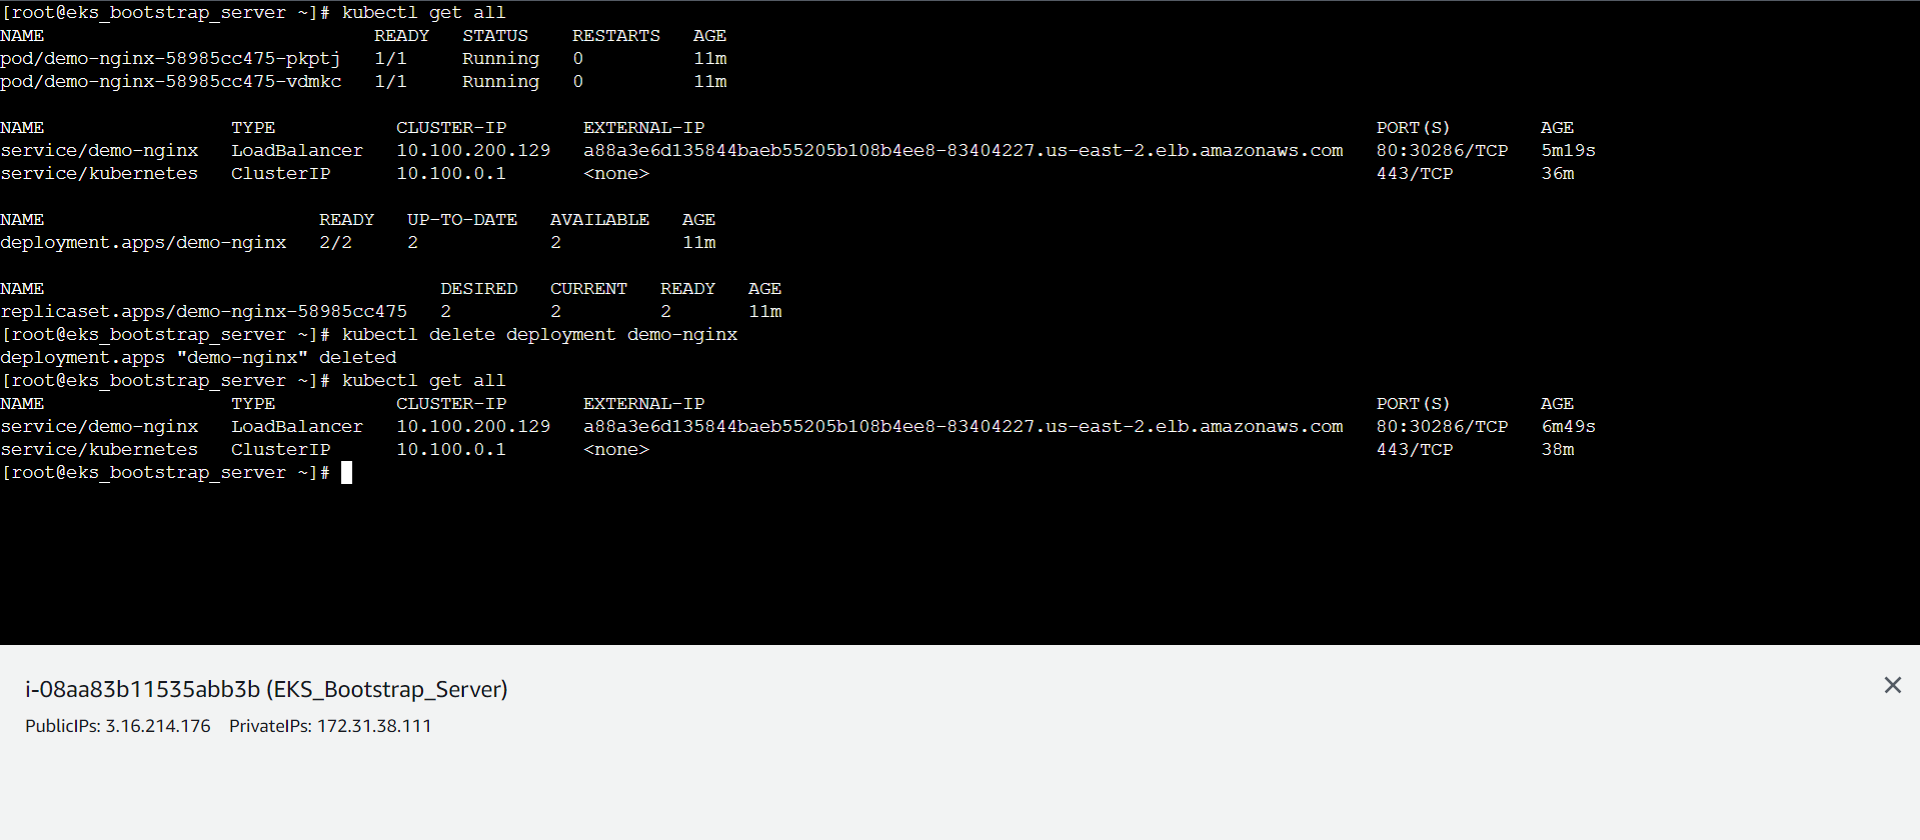 [root@eks_bootstrap_server ~]# kubectl get all
NAME                              READY   STATUS    RESTARTS   AGE
pod/demo-nginx-58985cc475-pkptj   1/1     Running   0          11m
pod/demo-nginx-58985cc475-vdmkc   1/1     Running   0          11m

NAME                 TYPE           CLUSTER-IP       EXTERNAL-IP                                                              PORT(S)        AGE
service/demo-nginx   LoadBalancer   10.100.200.129   a88a3e6d135844baeb55205b108b4ee8-83404227.us-east-2.elb.amazonaws.com   80:30286/TCP   5m19s
service/kubernetes   ClusterIP      10.100.0.1       <none>                                                                   443/TCP        36m

NAME                         READY   UP-TO-DATE   AVAILABLE   AGE
deployment.apps/demo-nginx   2/2     2            2           11m

NAME                                    DESIRED   CURRENT   READY   AGE
replicaset.apps/demo-nginx-58985cc475   2         2         2       11m
[root@eks_bootstrap_server ~]# kubectl delete deployment demo-nginx
deployment.apps "demo-nginx" deleted
[root@eks_bootstrap_server ~]# kubectl get all
NAME                 TYPE           CLUSTER-IP       EXTERNAL-IP                                                              PORT(S)        AGE
service/demo-nginx   LoadBalancer   10.100.200.129   a88a3e6d135844baeb55205b108b4ee8-83404227.us-east-2.elb.amazonaws.com   80:30286/TCP   6m49s
service/kubernetes   ClusterIP      10.100.0.1       <none>                                                                   443/TCP        38m
[root@eks_bootstrap_server ~]#
i-08aa83b11535abb3b (EKS_Bootstrap_Server)
PublicIPs: 3.16.214.176    PrivateIPs: 172.31.38.111